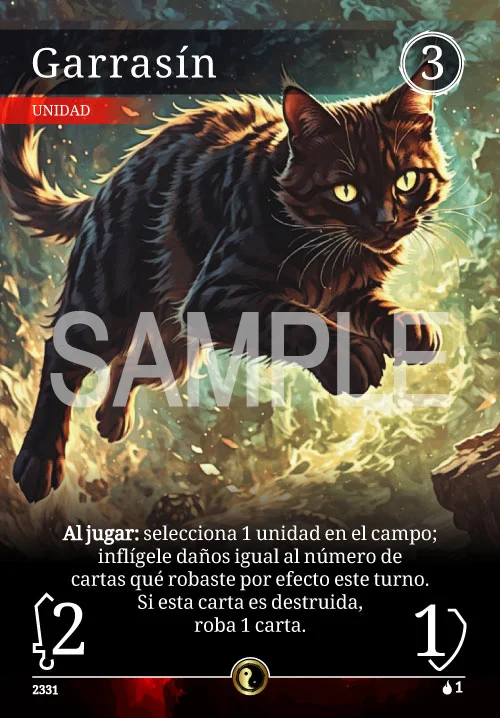 Garrasín
3
UNIDAD
SAMPLE
Al jugar: selecciona 1 unidad en el campo;
inflígele daños igual al número de
cartas qué robaste por efecto este turno.
Si esta carta es destruida,
roba 1 carta.
2
1
2331
1